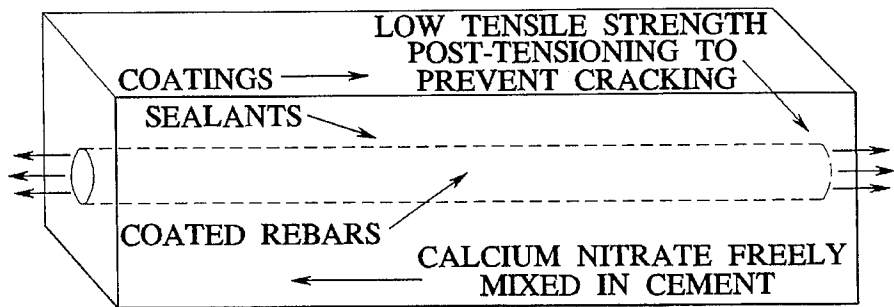 LOW TENSILE STRENGTH
POST-TENSIONING TO
PREVENT CRACKING
COATINGS
SEALANTS
COATED REBARS
CALCIUM NITRATE FREELY
MIXED IN CEMENT